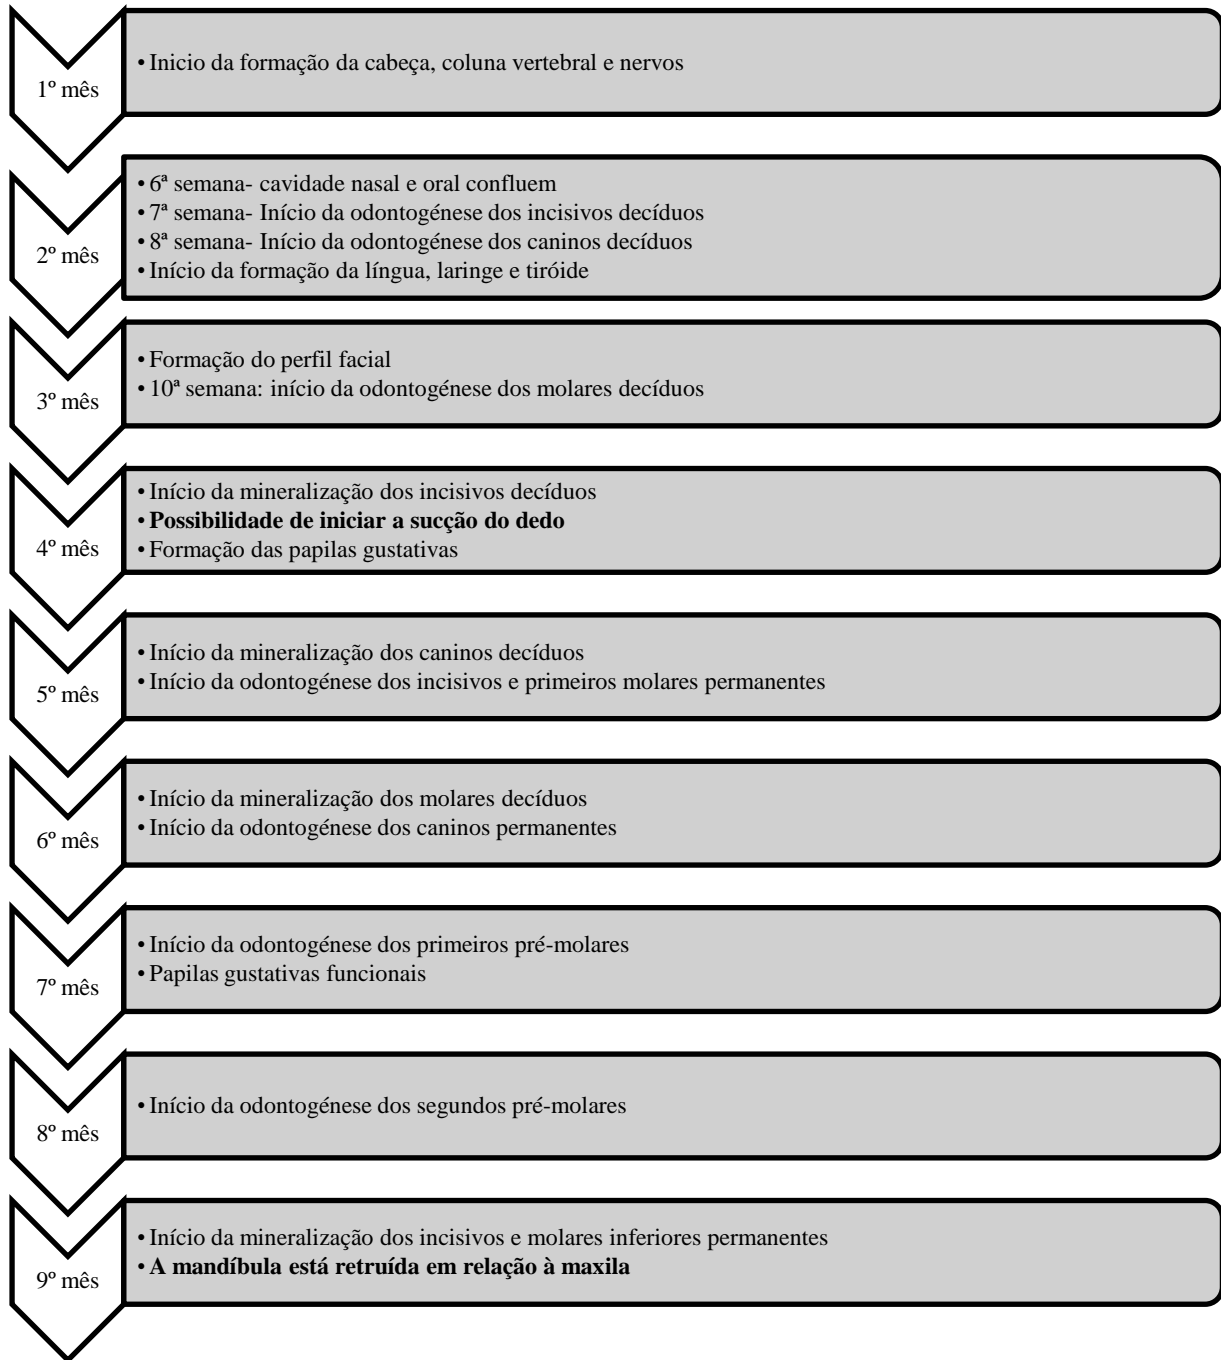 1º mês
• Inicio da formação da cabeça, coluna vertebral e nervos
2º mês
• 6ª semana- cavidade nasal e oral confluem
• 7ª semana- Início da odontogénese dos incisivos decíduos
• 8ª semana- Início da odontogénese dos caninos decíduos
• Início da formação da língua, laringe e tiróide
3º mês
• Formação do perfil facial
• 10ª semana: início da odontogénese dos molares decíduos
4º mês
• Início da mineralização dos incisivos decíduos
• Possibilidade de iniciar a sucção do dedo
• Formação das papilas gustativas
5º mês
• Início da mineralização dos caninos decíduos
• Início da odontogénese dos incisivos e primeiros molares permanentes
6º mês
• Início da mineralização dos molares decíduos
• Início da odontogénese dos caninos permanentes
7º mês
• Início da odontogénese dos primeiros pré-molares
• Papilas gustativas funcionais
8º mês
• Início da odontogénese dos segundos pré-molares
9º mês
• Início da mineralização dos incisivos e molares inferiores permanentes
• A mandíbula está retruída em relação à maxila